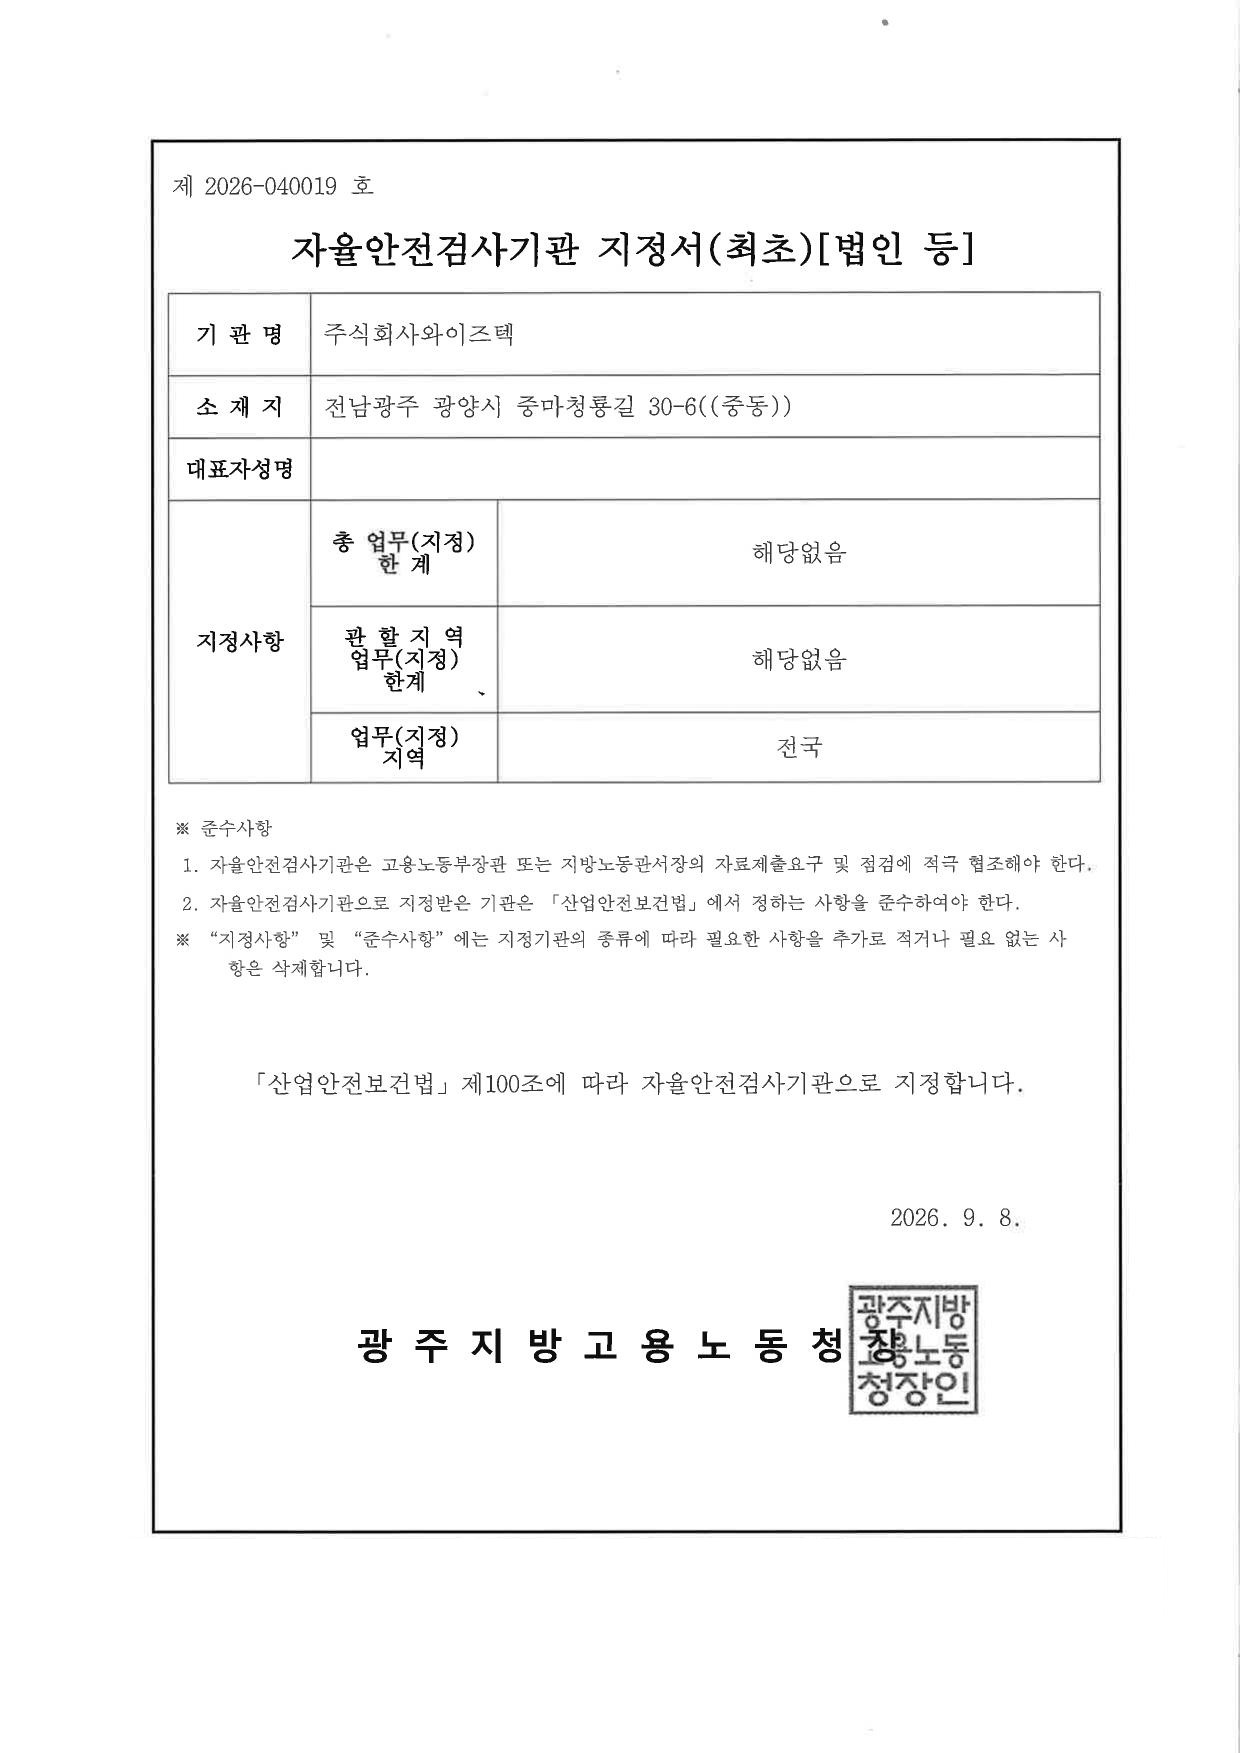 제 2026-040019 호
자율안전검사기관 지정서(최초)[법인 등]
기 관 명 주식회사와이즈텍
소 재 지 전남광주 광양시 중마청룡길 30-6((중동))
대표자성명
지정사항
총 업무(지정)
한 계
해당없음
관 할 지 역
업무(지정)
한계
해당없음
업무(지정)
지역
전국
※ 준수사항
1. 자율안전검사기관은 고용노동부장관 또는 지방노동관서장의 자료제출요구 및 점검에 적극 협조해야 한다.
2. 자율안전검사기관으로 지정받은 기관은 「산업안전보건법」에서 정하는 사항을 준수하여야 한다.
※ “지정사항” 및 “준수사항”에는 지정기관의 종류에 따라 필요한 사항을 추가로 적거나 필요 없는 사
항은 삭제합니다.
「산업안전보건법」제100조에 따라 자율안전검사기관으로 지정합니다.
2026. 9. 8.
광 주 지 방 고 용 노 동 청 장
광주지방
고용노동
청장인